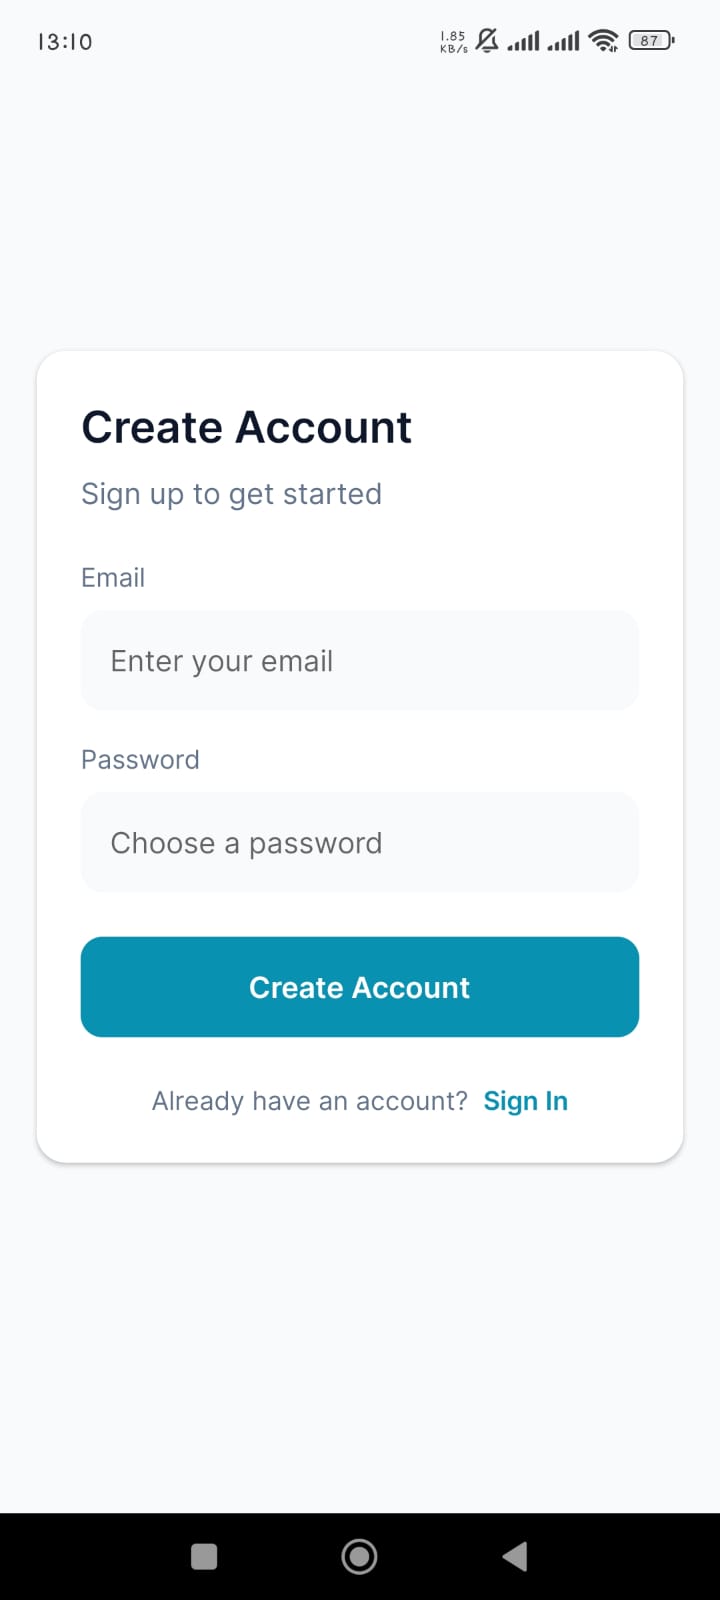 13:10
1.85
KB/s
87
Create Account
Sign up to get started
Email
Enter your email
Password
Choose a password
Create Account
Already have an account? Sign In